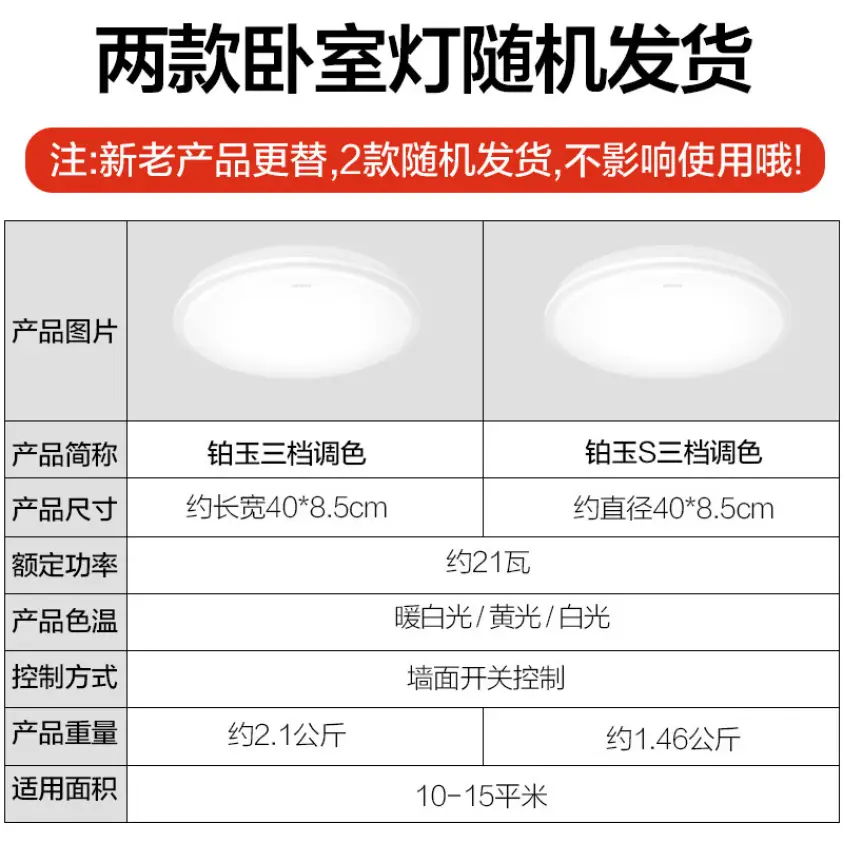 两款卧室灯随机发货
注:新老产品更替,2款随机发货,不影响使用哦!
产品图片
产品简称 铂玉三档调色 铂玉S三档调色
产品尺寸 约长宽40*8.5cm 约直径40*8.5cm
额定功率 约21瓦
产品色温 暖白光/黄光/白光
控制方式 墙面开关控制
产品重量 约2.1公斤 约1.46公斤
适用面积 10-15平米